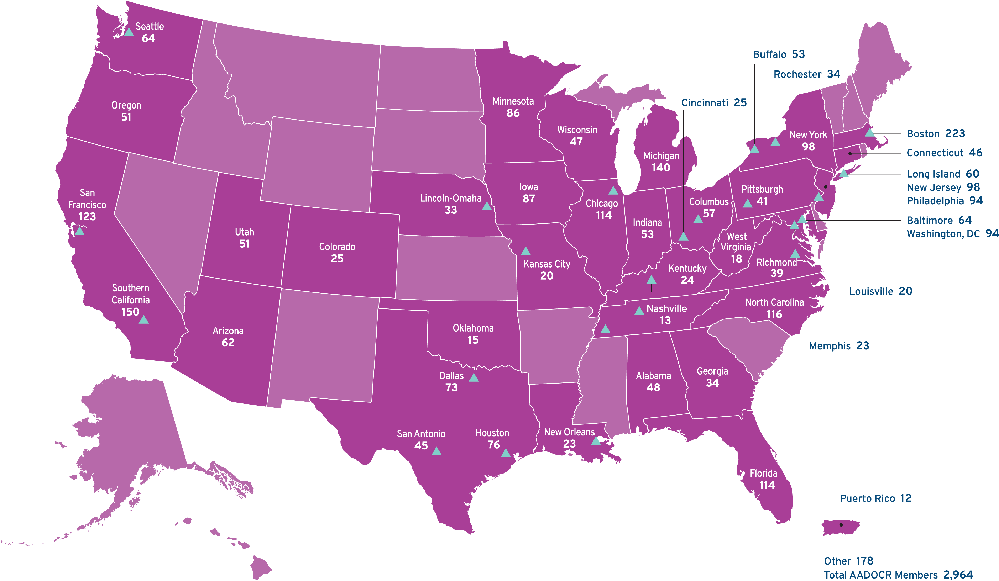 Seattle
64
Buffalo 53
Rochester 34
Oregon
51
Minnesota
86
Cincinnati 25
Wisconsin
47
New York
98
Boston 223
Michigan
140
Connecticut 46
Long Island 60
New Jersey 98
Philadelphia 94
San
Francisco
123
Lincoln-Omaha
33
Iowa
87
Chicago
114
Columbus
57
Pittsburgh
41
Baltimore 64
Washington, DC 94
Utah
51
Colorado
25
Indiana
53
West
Virginia
18
Kansas City
20
Kentucky
24
Richmond
39
Louisville 20
Southern
California
150
Nashville
13
North Carolina
116
Arizona
62
Oklahoma
15
Memphis 23
Dallas
73
Alabama
48
Georgia
34
San Antonio
45
Houston
76
New Orleans
23
Florida
114
Puerto Rico 12
Other 178
Total AADOCR Members 2,964